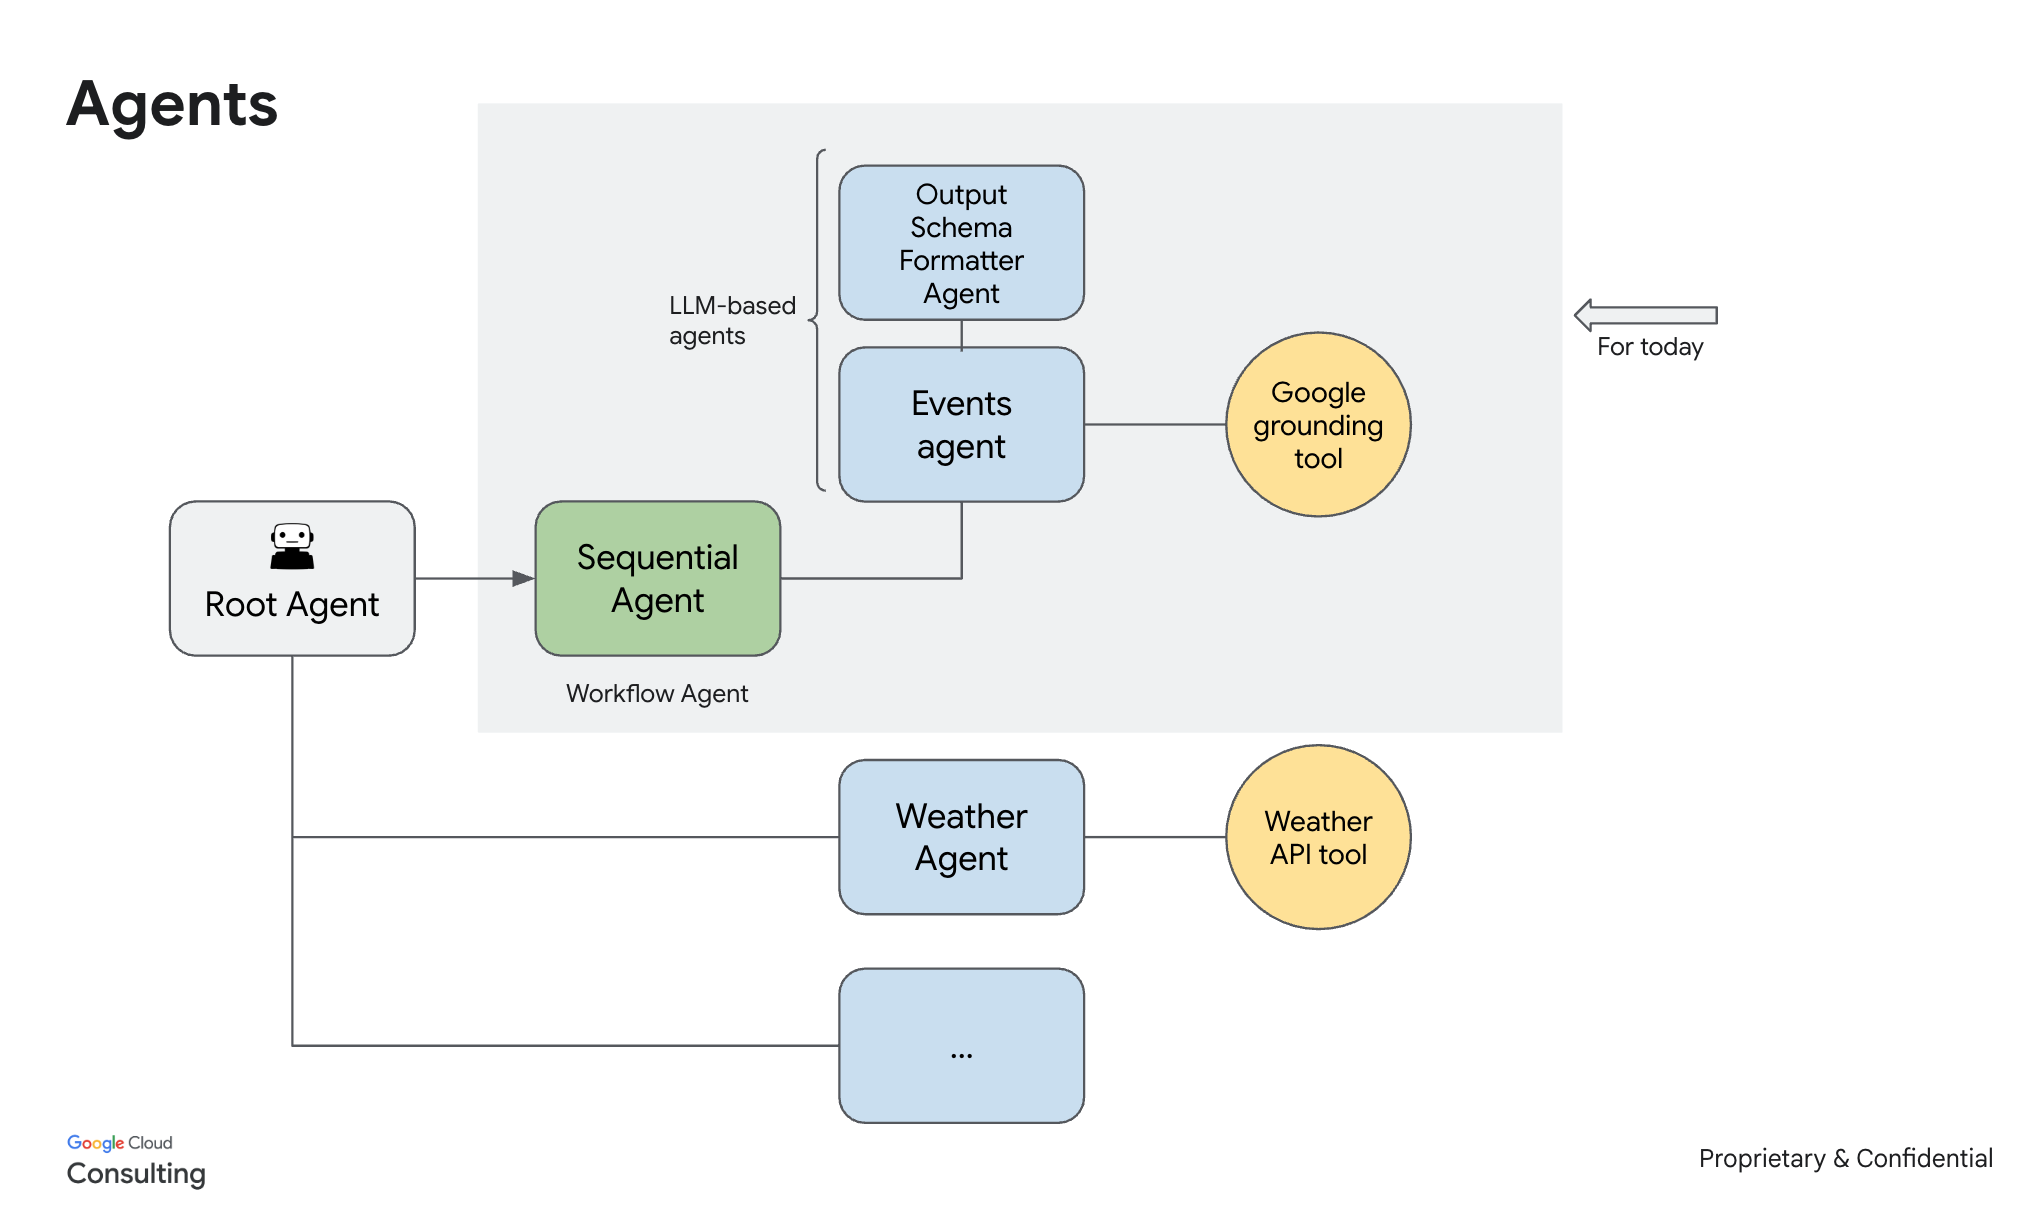 Agents
Output
Schema
Formatter
Agent
LLM-based
agents
For today
Events
agent
Google
grounding
tool
Root Agent
Sequential
Agent
Workflow Agent
Weather
Agent
Weather
API tool
...
Google Cloud
Consulting
Proprietary & Confidential